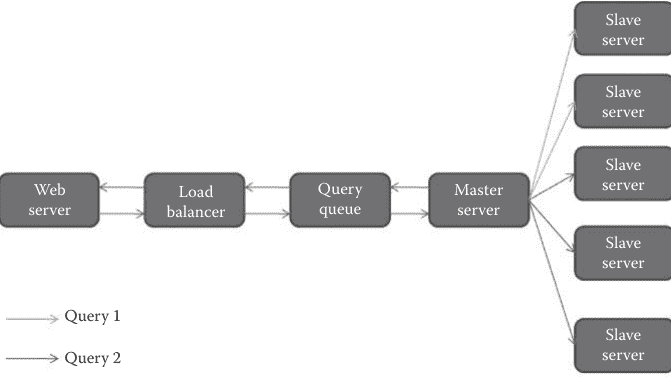 Slave
server
Slave
server
Slave
server
Web
server
Load
balancer
Query
queue
Master
server
Slave
server
Slave
server
Query 1
Query 2